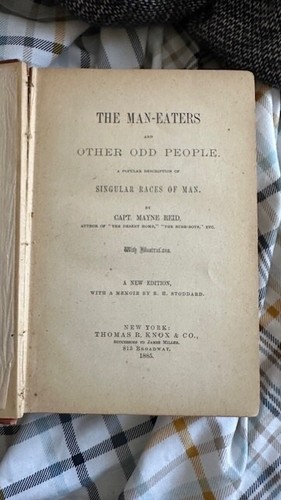 THE MAN-EATERS
AND
OTHER ODD PEOPLE.
A POPULAR DESCRIPTION OF
SINGULAR RACES OF MAN.
BY
CAPT. MAYNE REID,
AUTHOR OF "THE DESERT HOME," "THE BUSH-BOYS," ETC.
With Illustrations.
A NEW EDITION,
WITH A MEMOIR BY R. H. STODDARD.
NEW YORK:
THOMAS R. KNOX & CO.,
SUCCESSORS TO JAMES MILLER,
813 BROADWAY,
1885.